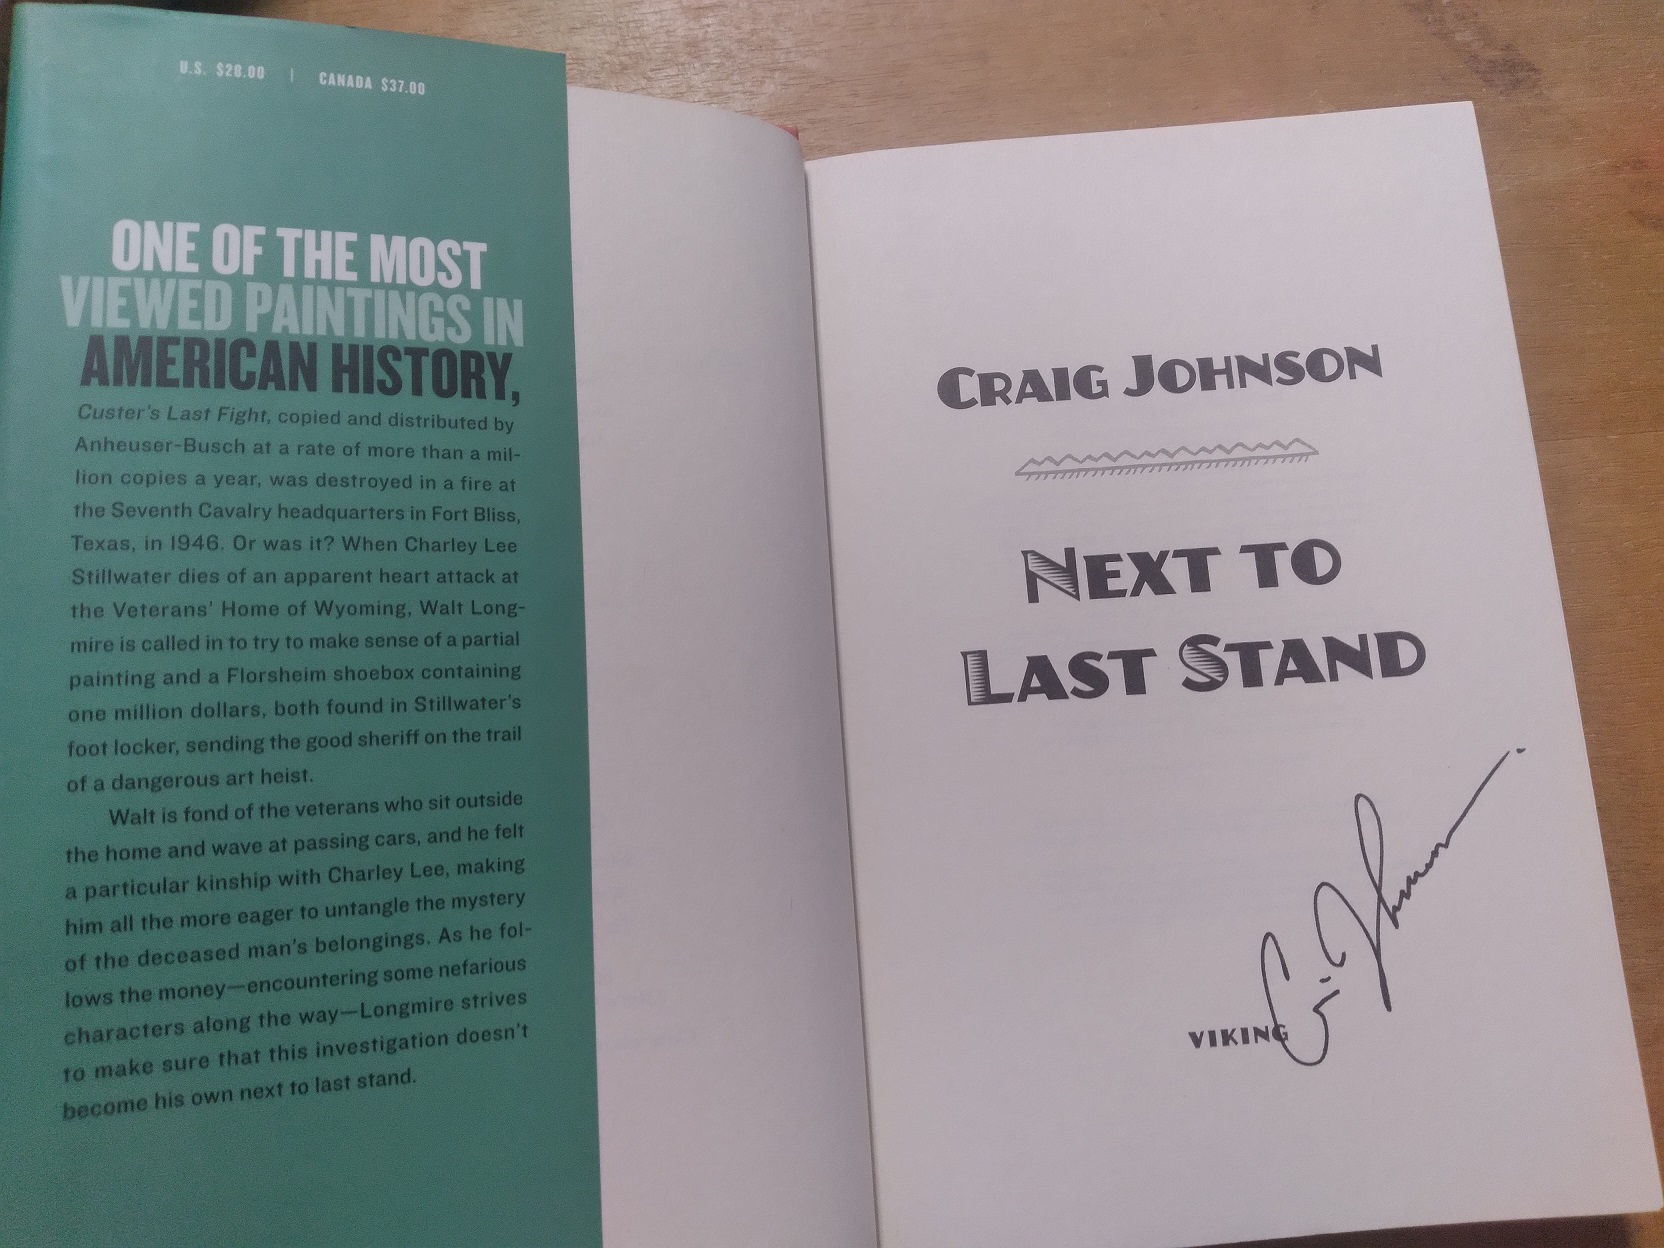 U.S. $28.00 | CANADA $37.00
ONE OF THE MOST
VIEWED PAINTINGS IN
AMERICAN HISTORY,
Custer's Last Fight, copied and distributed by
Anheuser-Busch at a rate of more than a mil-
lion copies a year, was destroyed in a fire at
the Seventh Cavalry headquarters in Fort Bliss,
Texas, in 1946. Or was it? When Charley Lee
Stillwater dies of an apparent heart attack at
the Veterans' Home of Wyoming, Walt Long-
mire is called in to try to make sense of a partial
painting and a Florsheim shoebox containing
one million dollars, both found in Stillwater's
foot locker, sending the good sheriff on the trail
of a dangerous art heist.
Walt is fond of the veterans who sit outside
the home and wave at passing cars, and he felt
a particular kinship with Charley Lee, making
him all the more eager to untangle the mystery
of the deceased man's belongings. As he fol-
lows the money—encountering some nefarious
characters along the way—Longmire strives
to make sure that this investigation doesn't
become his own next to last stand.
CRAIG JOHNSON
NEXT TO
LAST STAND
VIKING